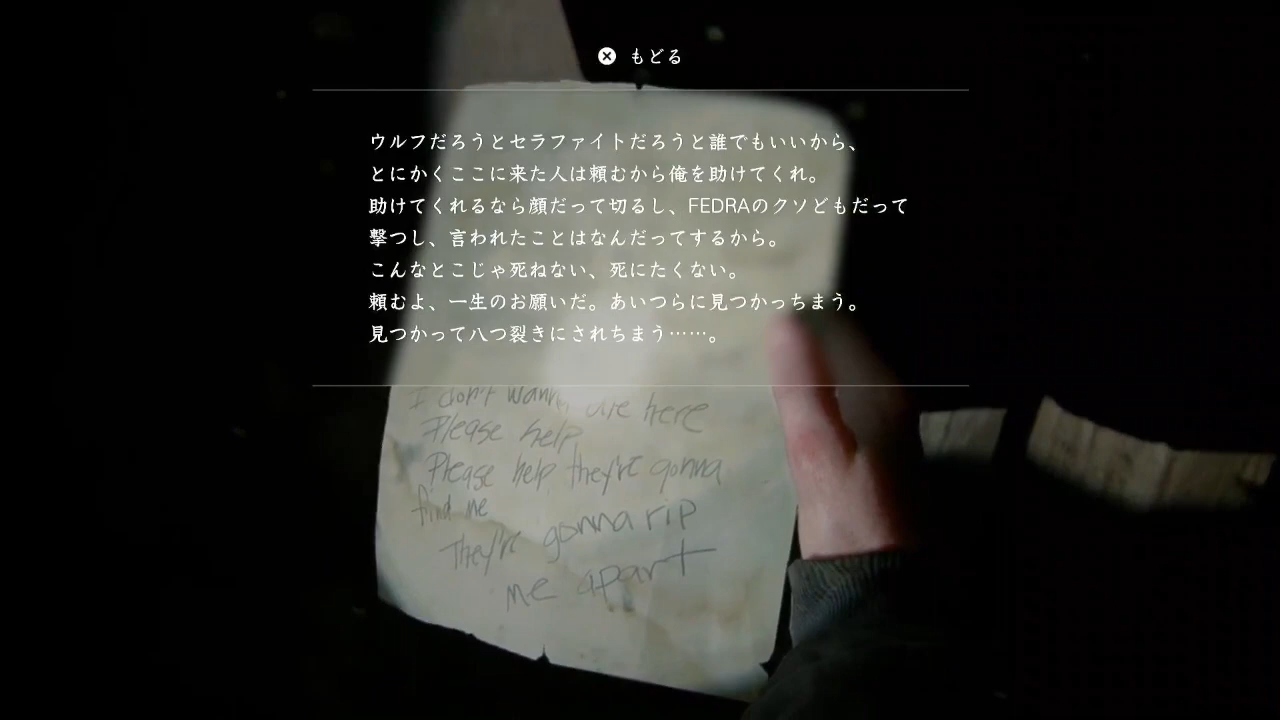 もどる
ウルフだろうとセラファイトだろうと誰でもいいから、
とにかくここに来た人は頼むから俺を助けてくれ。
助けてくれるなら顔だって切るし、FEDRAのクソどもだって
撃つし、言われたことはなんだってするから。
こんなとこじゃ死ねない、死にたくない。
頼むよ、一生のお願いだ。あいつらに見つかっちまう。
見つかって八つ裂きにされちまう……。
I don't wanna die here
Please help
Please help they're gonna
find me
They're gonna rip
me apart